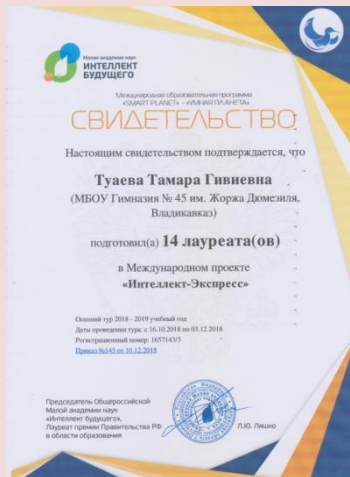 Малая академия наук
ИНТЕЛЛЕКТ
БУДУЩЕГО
Международная образовательная программа
«SMART PLANET» - «УМНАЯ ПЛАНЕТА»
СВИДЕТЕЛЬСТВО
Настоящим свидетельством подтверждается, что
Туаева Тамара Гивиевна
(МБОУ Гимназия № 45 им. Жоржа Дюмезиля,
Владикавказ)
подготовил(а) 14 лауреата(ов)
в Международном проекте
«Интеллект-Экспресс»
Осенний тур 2018 - 2019 учебный год
Даты проведения тура: с 16.10.2018 по 03.12.2018
Регистрационный номер: 1657143/3
Приказ №145 от 10.12.2018
Председатель Общероссийской
Малой академии наук
«Интеллект будущего»,
Лауреат премии Правительства РФ
в области образования
Л.Ю. Ляшко